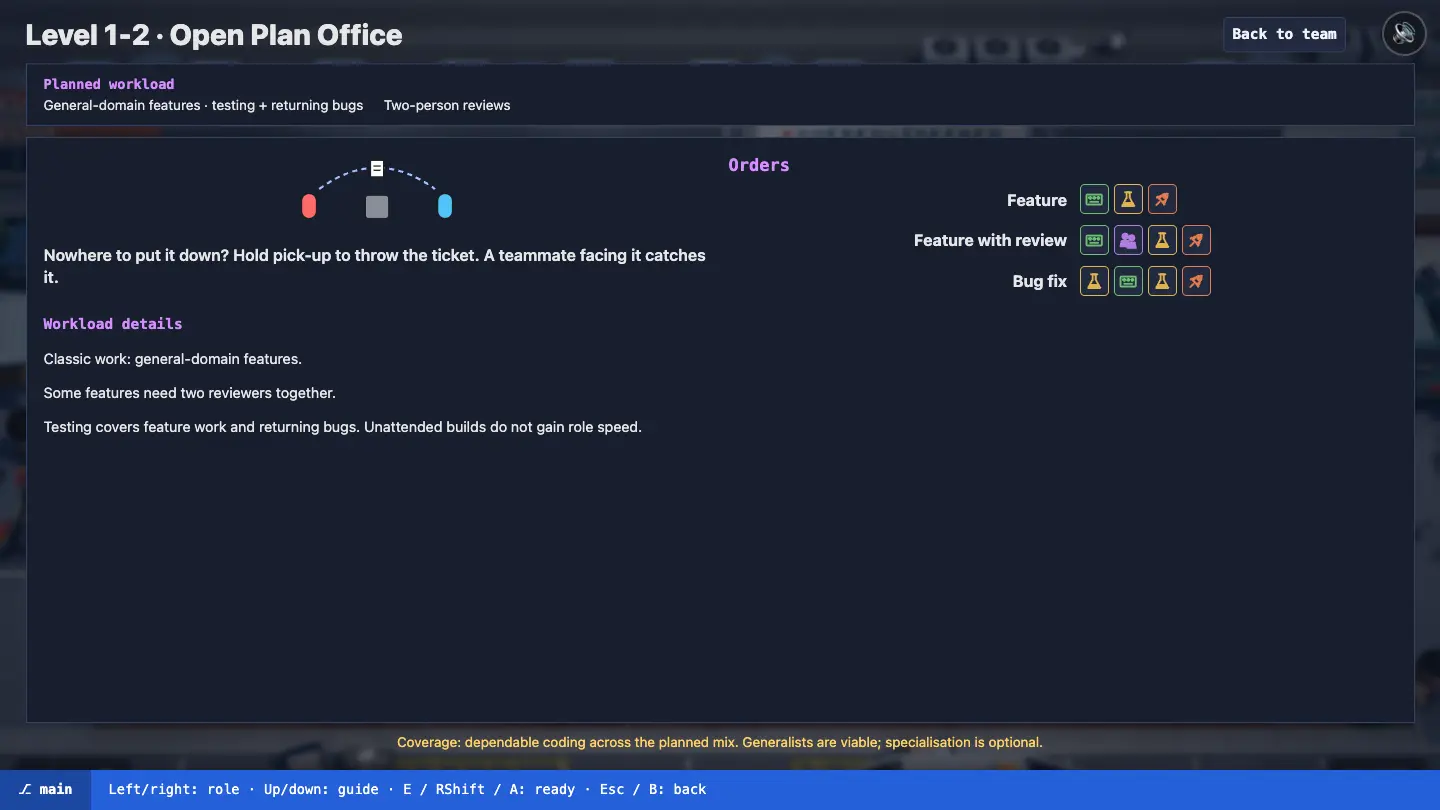 Level 1-2 · Open Plan Office
Back to team
Planned workload
General-domain features · testing + returning bugs Two-person reviews
Nowhere to put it down? Hold pick-up to throw the ticket. A teammate facing it catches
it.
Workload details
Classic work: general-domain features.
Some features need two reviewers together.
Testing covers feature work and returning bugs. Unattended builds do not gain role speed.
Orders
Feature
Feature with review
Bug fix
Coverage: dependable coding across the planned mix. Generalists are viable; specialisation is optional.
⎇ main
Left/right: role · Up/down: guide · E / RShift / A: ready · Esc / B: back